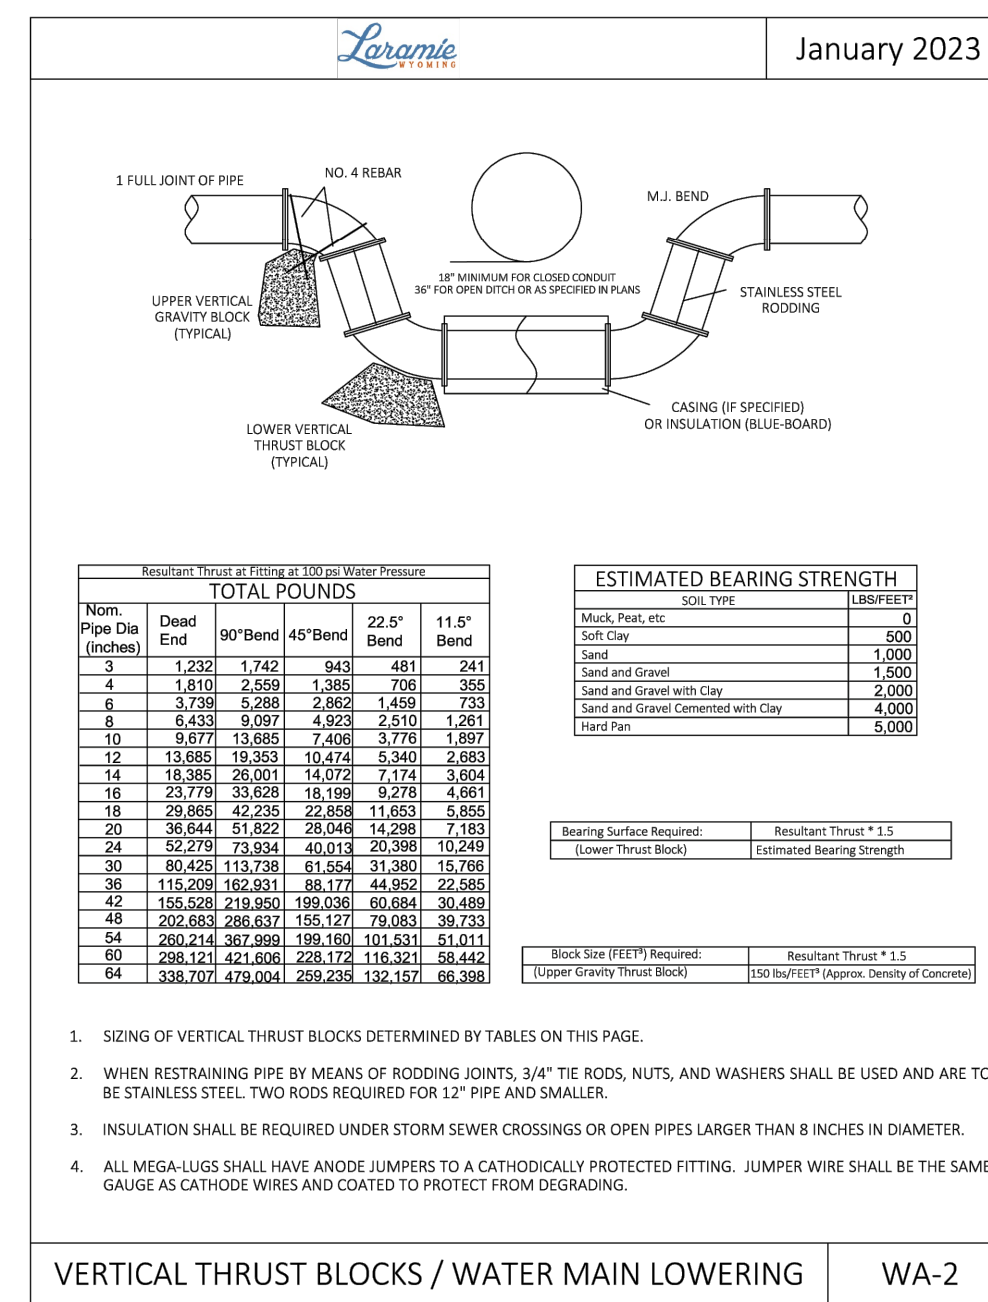 Laramie
WYOMING
January 2023
1 FULL JOINT OF PIPE
NO. 4 REBAR
M.J. BEND
18" MINIMUM FOR CLOSED CONDUIT
36" FOR OPEN DITCH OR AS SPECIFIED IN PLANS
UPPER VERTICAL
GRAVITY BLOCK
(TYPICAL)
STAINLESS STEEL
RODDING
CASING (IF SPECIFIED)
OR INSULATION (BLUE-BOARD)
LOWER VERTICAL
THRUST BLOCK
(TYPICAL)
Resultant Thrust at Fitting at 100 psi Water Pressure
TOTAL POUNDS
Nom. Pipe Dia (inches) Dead End 90°Bend 45°Bend 22.5° Bend 11.5° Bend
3 1,232 1,742 943 481 241
4 1,810 2,559 1,385 706 355
6 3,739 5,288 2,862 1,459 733
8 6,433 9,097 4,923 2,510 1,261
10 9,677 13,685 7,406 3,776 1,897
12 13,685 19,353 10,474 5,340 2,683
14 18,385 26,001 14,072 7,174 3,604
16 23,779 33,628 18,199 9,278 4,661
18 29,865 42,235 22,858 11,653 5,855
20 36,644 51,822 28,046 14,298 7,183
24 52,279 73,934 40,013 20,398 10,249
30 80,425 113,738 61,554 31,380 15,766
36 115,209 162,931 88,177 44,952 22,585
42 155,528 219,950 199,036 60,684 30,489
48 202,683 286,637 155,127 79,083 39,733
54 260,214 367,999 199,160 101,531 51,011
60 298,121 421,606 228,172 116,321 58,442
64 338,707 479,004 259,235 132,157 66,398
ESTIMATED BEARING STRENGTH
SOIL TYPE LBS/FEET²
Muck, Peat, etc 0
Soft Clay 500
Sand 1,000
Sand and Gravel 1,500
Sand and Gravel with Clay 2,000
Sand and Gravel Cemented with Clay 4,000
Hard Pan 5,000
Bearing Surface Required: Resultant Thrust * 1.5
(Lower Thrust Block) Estimated Bearing Strength
Block Size (FEET³) Required: Resultant Thrust * 1.5
(Upper Gravity Thrust Block) 150 lbs/FEET³ (Approx. Density of Concrete)
1. SIZING OF VERTICAL THRUST BLOCKS DETERMINED BY TABLES ON THIS PAGE.
2. WHEN RESTRAINING PIPE BY MEANS OF RODDING JOINTS, 3/4" TIE RODS, NUTS, AND WASHERS SHALL BE USED AND ARE TO
BE STAINLESS STEEL. TWO RODS REQUIRED FOR 12" PIPE AND SMALLER.
3. INSULATION SHALL BE REQUIRED UNDER STORM SEWER CROSSINGS OR OPEN PIPES LARGER THAN 8 INCHES IN DIAMETER.
4. ALL MEGA-LUGS SHALL HAVE ANODE JUMPERS TO A CATHODICALLY PROTECTED FITTING. JUMPER WIRE SHALL BE THE SAME
GAUGE AS CATHODE WIRES AND COATED TO PROTECT FROM DEGRADING.
VERTICAL THRUST BLOCKS / WATER MAIN LOWERING
WA-2